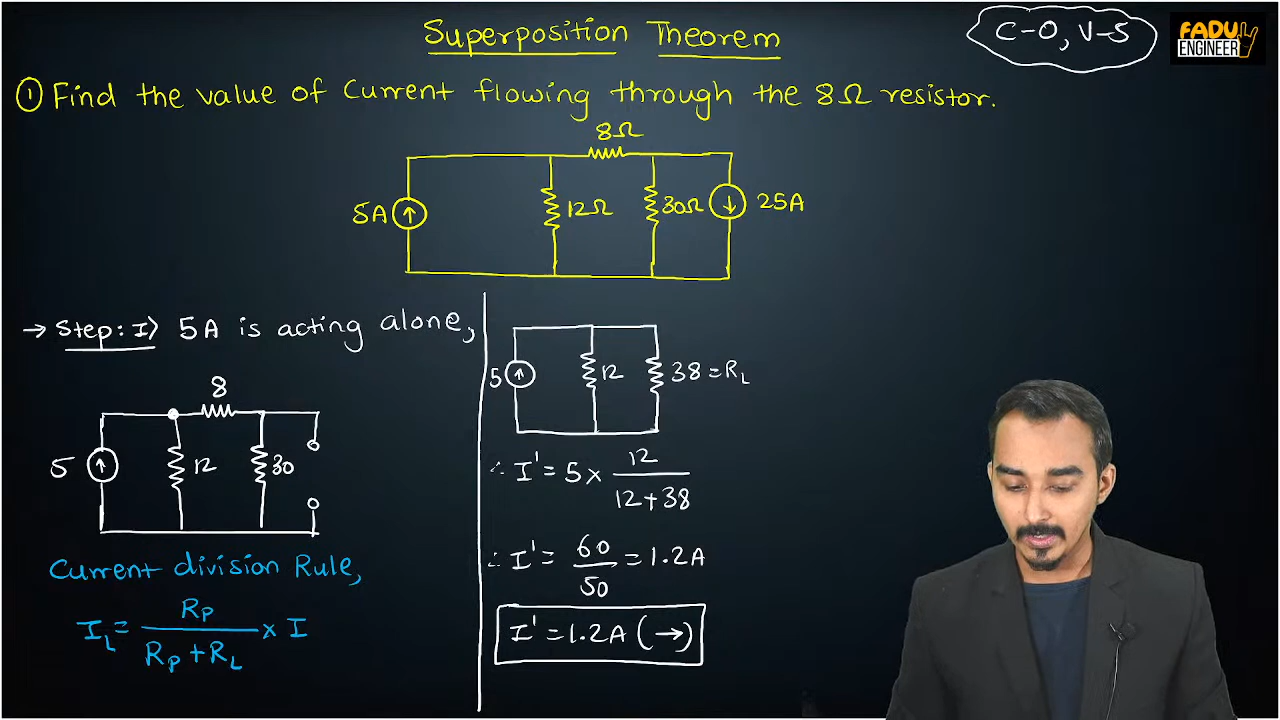 Superposition Theorem
C-O, V-S
FADU
ENGINEER
① Find the value of Current flowing through the 8Ω resistor.
8Ω
5A
12Ω
30Ω
25A
→ Step: I> 5A is acting alone,
8
5
12
30
Current division Rule,
I_L = R_P / (R_P + R_L) × I
5
12
38 = R_L
∴ I' = 5 × 12 / (12+38)
∴ I' = 60 / 50 = 1.2A
I' = 1.2A (→)